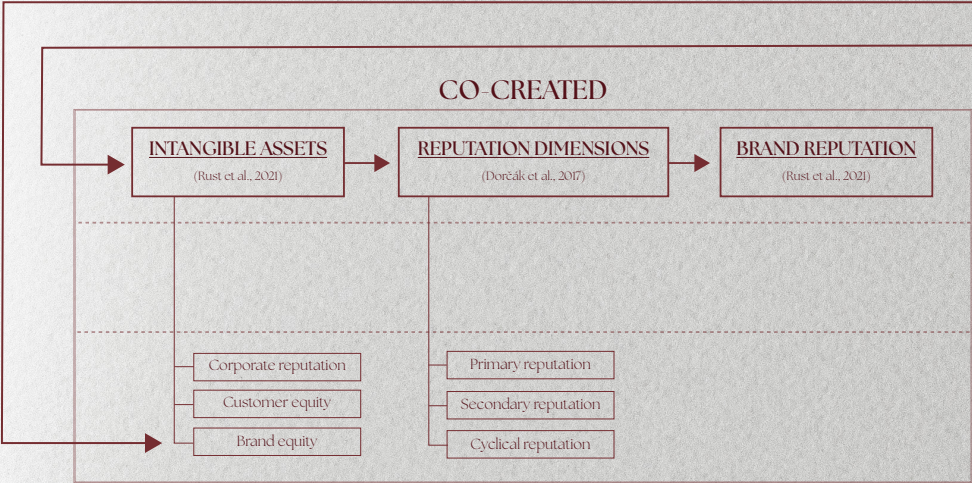 CO-CREATED
INTANGIBLE ASSETS
(Rust et al., 2021)
REPUTATION DIMENSIONS
(Dorčák et al., 2017)
BRAND REPUTATION
(Rust et al., 2021)
Corporate reputation
Customer equity
Brand equity
Primary reputation
Secondary reputation
Cyclical reputation